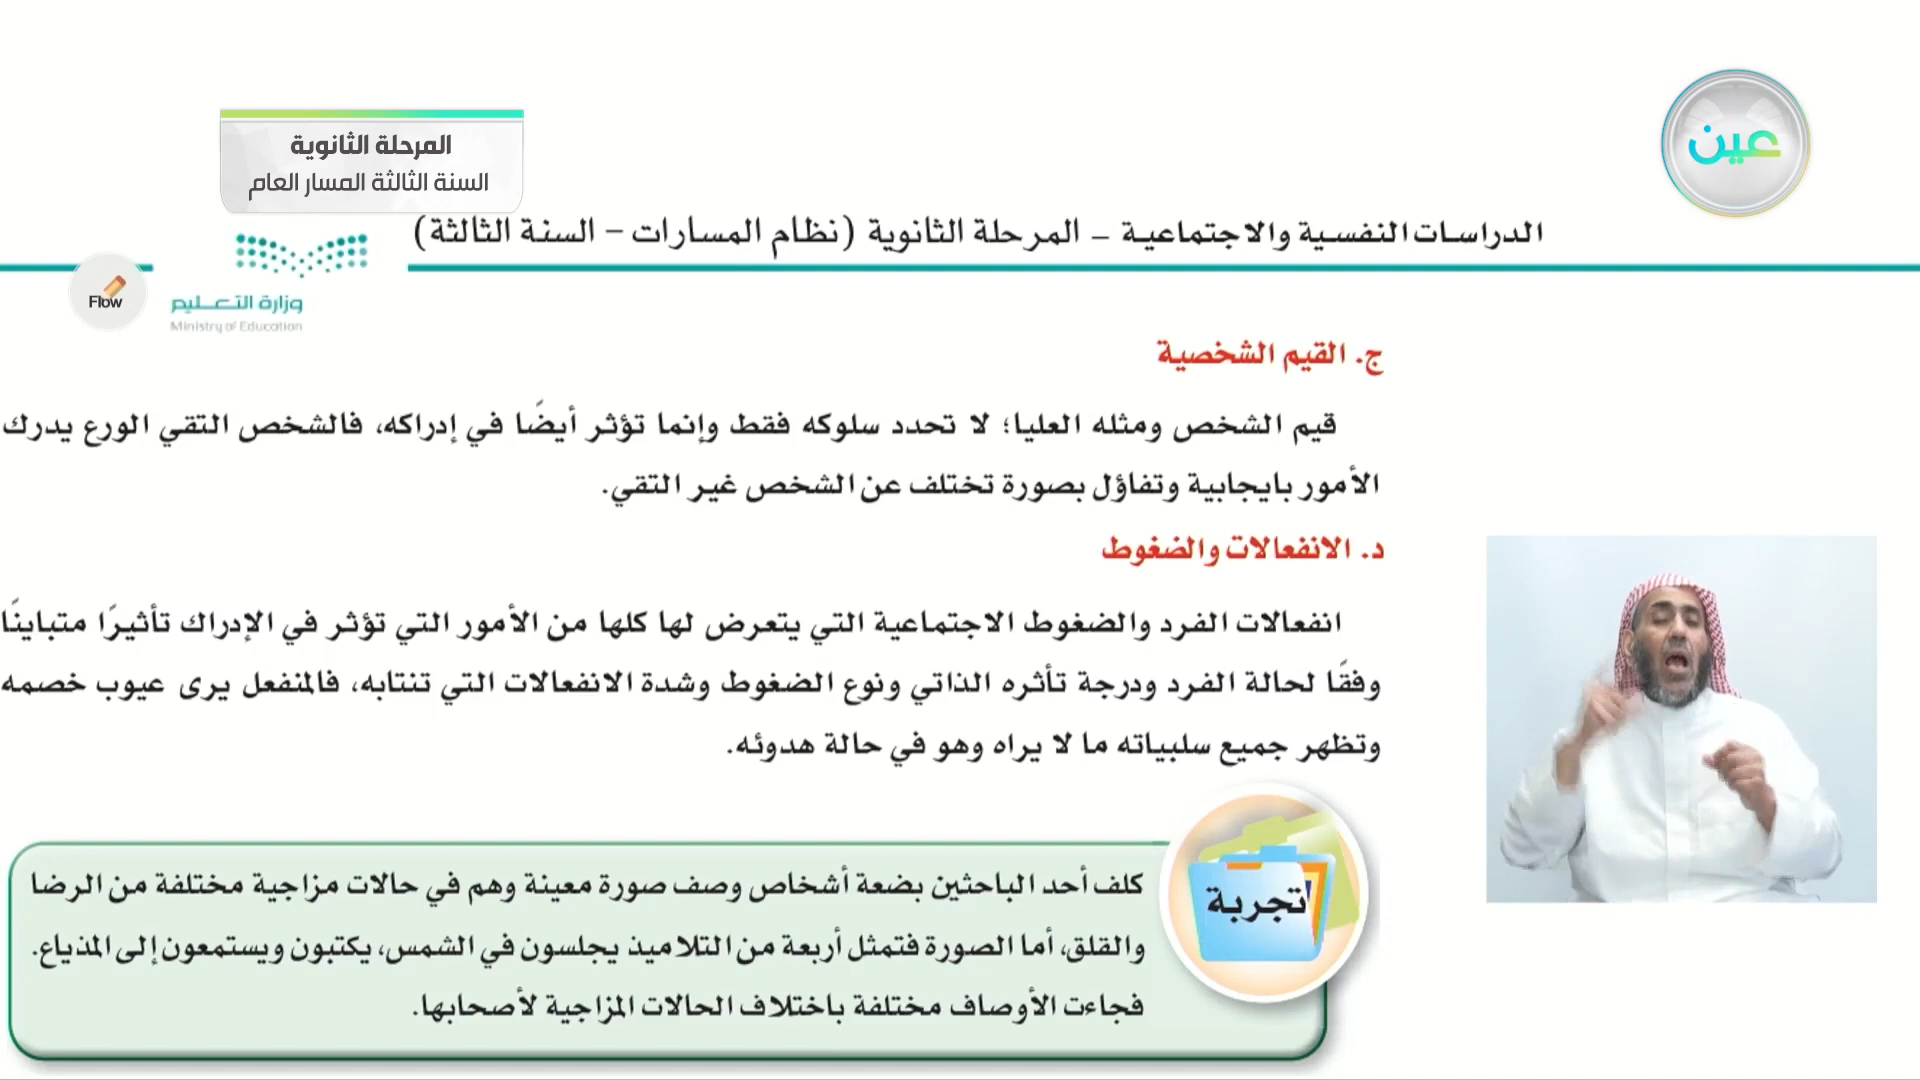 عين
المرحلة الثانوية
السنة الثالثة المسار العام
الدراسات النفسية والاجتماعية – المرحلة الثانوية (نظام المسارات – السنة الثالثة)
Flow
وزارة التعليم
Ministry of Education
ج. القيم الشخصية
قيم الشخص ومثله العليا؛ لا تحدد سلوكه فقط وإنما تؤثر أيضًا في إدراكه، فالشخص التقي الورع يدرك
الأمور بايجابية وتفاؤل بصورة تختلف عن الشخص غير التقي.
د. الانفعالات والضغوط
انفعالات الفرد والضغوط الاجتماعية التي يتعرض لها كلها من الأمور التي تؤثر في الإدراك تأثيرًا متباينًا
وفقًا لحالة الفرد ودرجة تأثره الذاتي ونوع الضغوط وشدة الانفعالات التي تنتابه، فالمنفعل يرى عيوب خصمه
وتظهر جميع سلبياته ما لا يراه وهو في حالة هدوئه.
تجربة
كلف أحد الباحثين بضعة أشخاص وصف صورة معينة وهم في حالات مزاجية مختلفة من الرضا
والقلق، أما الصورة فتمثل أربعة من التلاميذ يجلسون في الشمس، يكتبون ويستمعون إلى المذياع.
فجاءت الأوصاف مختلفة باختلاف الحالات المزاجية لأصحابها.